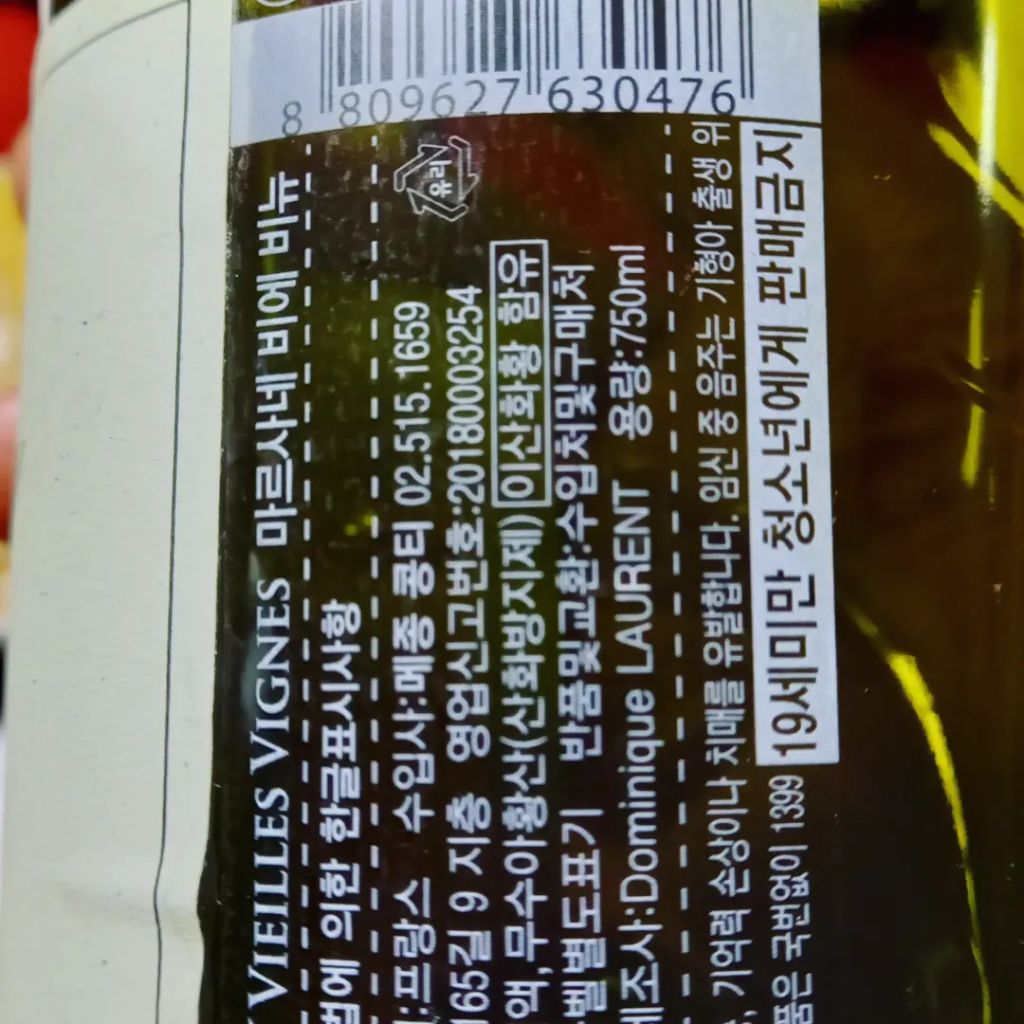 8 809627 630476
유리
VIEILLES VIGNES 마르사네 비에 비뉴
법에 의한 한글표시사항
:프랑스 수입사:메종 콩티 02.515.1659
165길 9 지층 영업신고번호:20180003254
액, 무수아황산(산화방지제) 이산화황 함유
벨별도표기 반품및교환:수입처및구매처
제조사:Dominique LAURENT 용량:750ml
, 기억력 손상이나 치매를 유발합니다. 임신 중 음주는 기형아 출생 위
품은 국번없이 1399 19세미만 청소년에게 판매금지